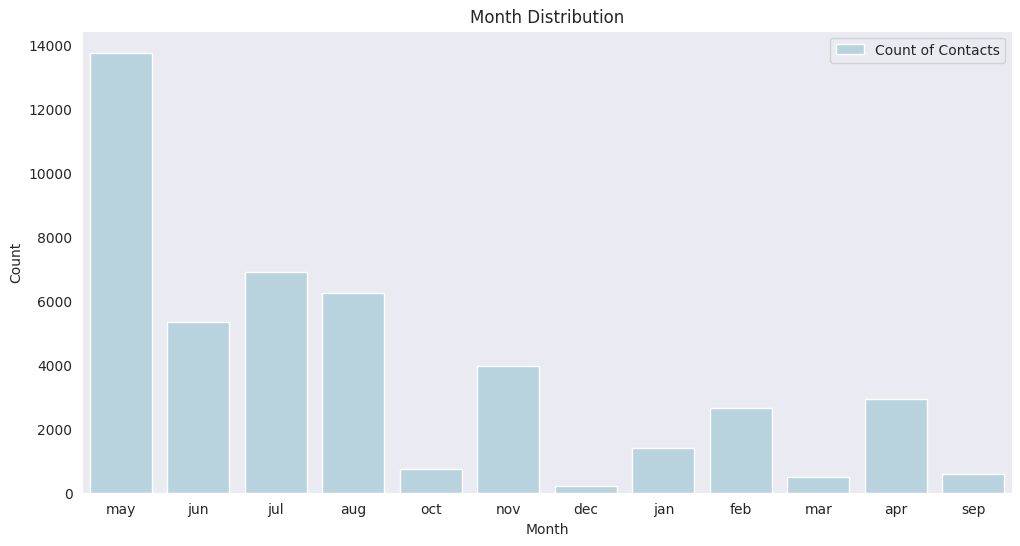 Month Distribution
Count of Contacts
14000
12000
10000
8000
6000
4000
2000
0
Count
may jun jul aug oct nov dec jan feb mar apr sep
Month